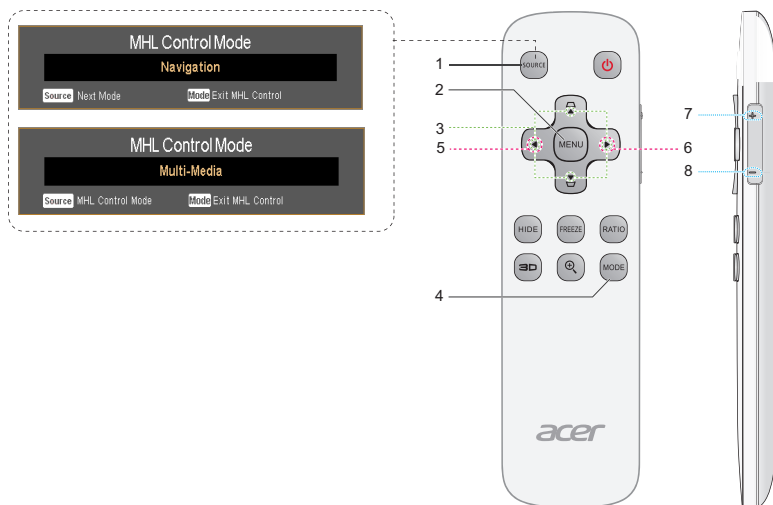 MHL Control Mode
Navigation
Source Next Mode Mode Exit MHL Control
MHL Control Mode
Multi-Media
Source MHL Control Mode Mode Exit MHL Control
1
2
3
5
4
SOURCE
MENU
HIDE FREEZE RATIO
3D MODE
acer
6
7
8
+
-